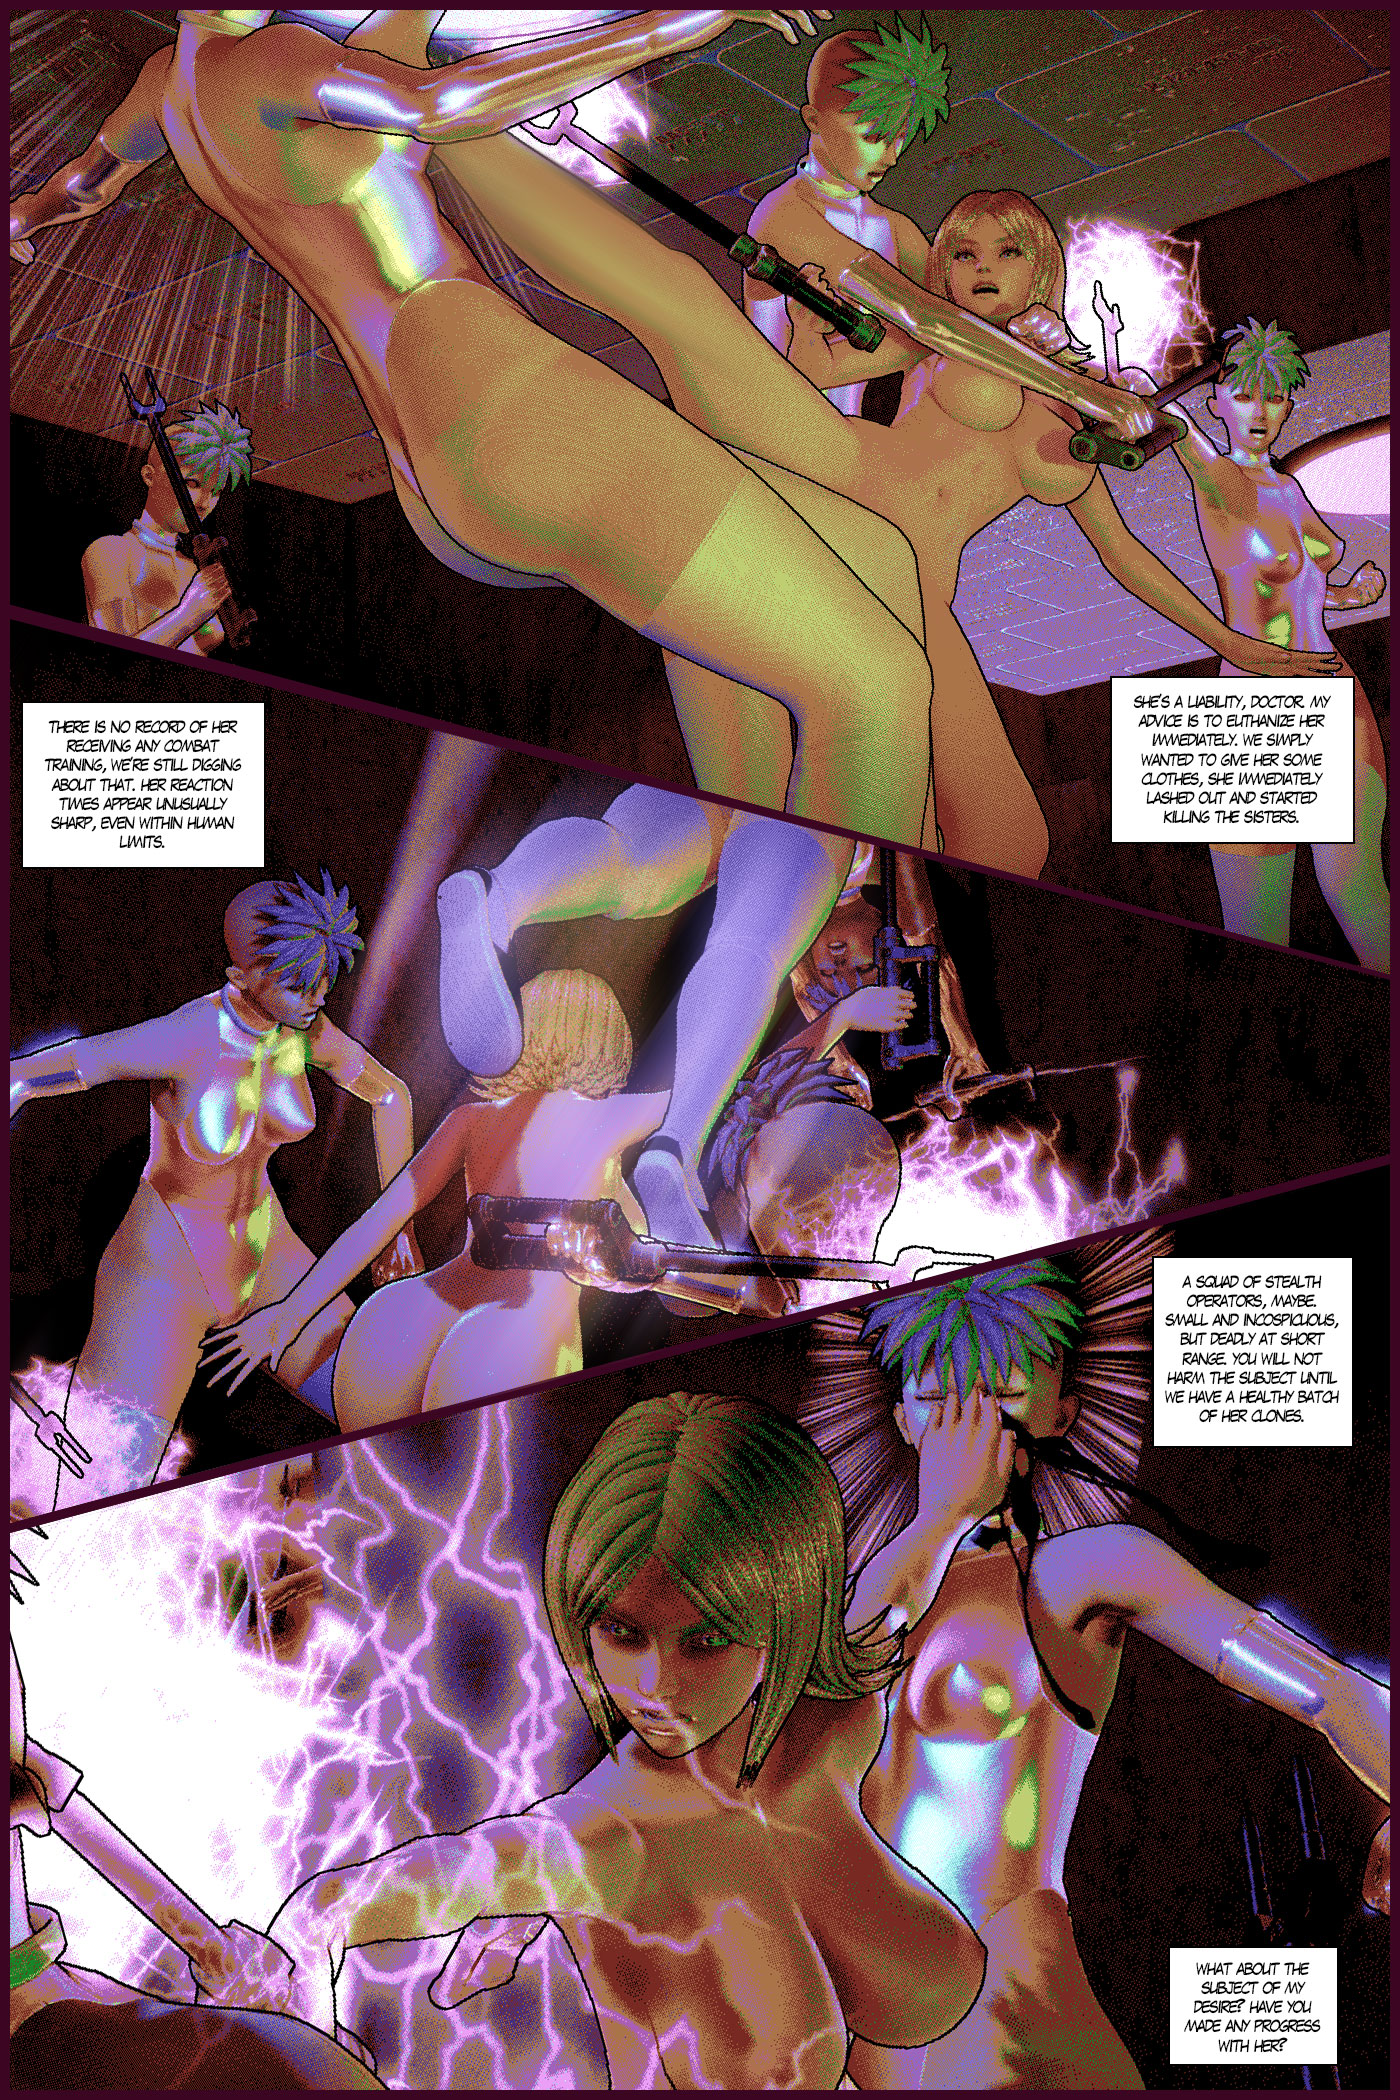 SHE'S A LIABILITY, DOCTOR. MY
ADVICE IS TO EUTHANIZE HER
IMMEDIATELY. WE SIMPLY
WANTED TO GIVE HER SOME
CLOTHES, SHE IMMEDIATELY
LASHED OUT AND STARTED
KILLING THE SISTERS.
THERE IS NO RECORD OF HER
RECEIVING ANY COMBAT
TRAINING, WE'RE STILL DIGGING
ABOUT THAT. HER REACTION
TIMES APPEAR UNUSUALLY
SHARP, EVEN WITHIN HUMAN
LIMITS.
A SQUAD OF STEALTH
OPERATORS, MAYBE.
SMALL AND INCOSPICUOUS,
BUT DEADLY AT SHORT
RANGE. YOU WILL NOT
HARM THE SUBJECT UNTIL
WE HAVE A HEALTHY BATCH
OF HER CLONES.
WHAT ABOUT THE
SUBJECT OF MY
DESIRE? HAVE YOU
MADE ANY PROGRESS
WITH HER?